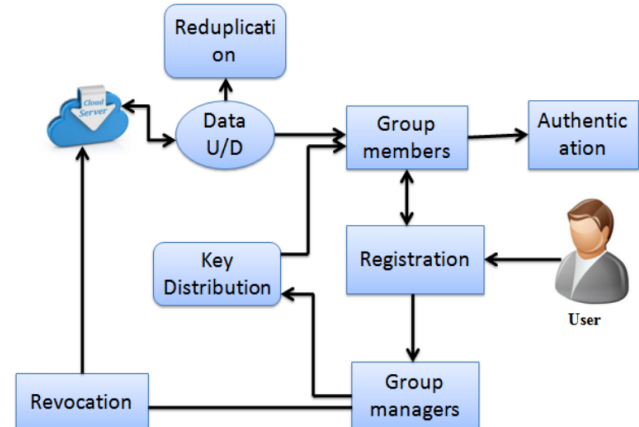 Reduplicati
on
Cloud
Server
Data
U/D
Group
members
Authentic
ation
Key
Distribution
Registration
User
Revocation
Group
managers